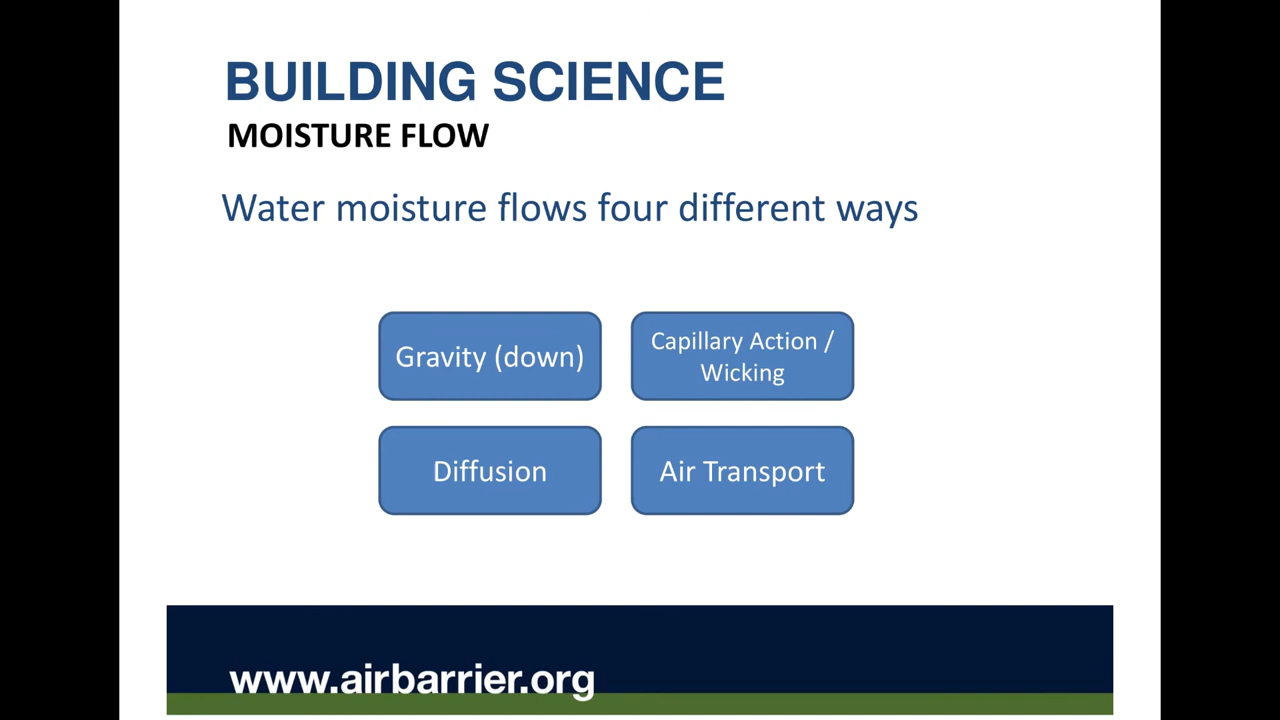 BUILDING SCIENCE
MOISTURE FLOW
Water moisture flows four different ways
Gravity (down)
Capillary Action /
Wicking
Diffusion
Air Transport
www.airbarrier.org